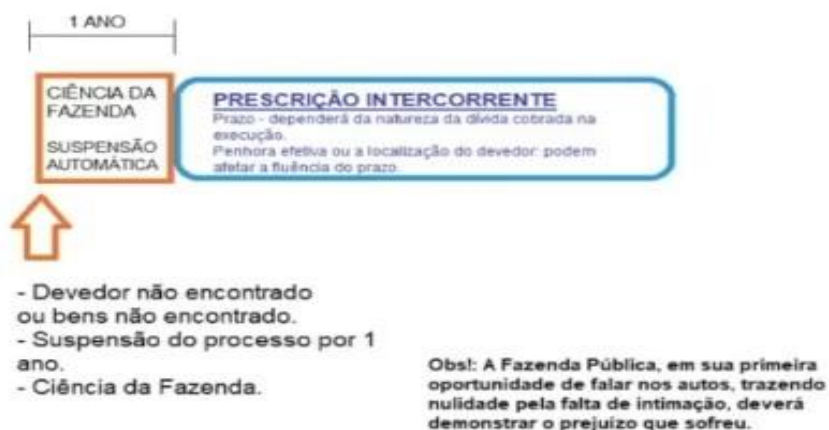 1 ANO
CIÊNCIA DA
FAZENDA
SUSPENSÃO
AUTOMÁTICA
PRESCRIÇÃO INTERCORRENTE
Prazo - dependerá da natureza da dívida cobrada na
execução.
Penhora efetiva ou a localização do devedor: podem
afetar a fluência do prazo.
- Devedor não encontrado
ou bens não encontrado.
- Suspensão do processo por 1
ano.
- Ciência da Fazenda.
Obs!: A Fazenda Pública, em sua primeira
oportunidade de falar nos autos, trazendo
nulidade pela falta de intimação, deverá
demonstrar o prejuízo que sofreu.